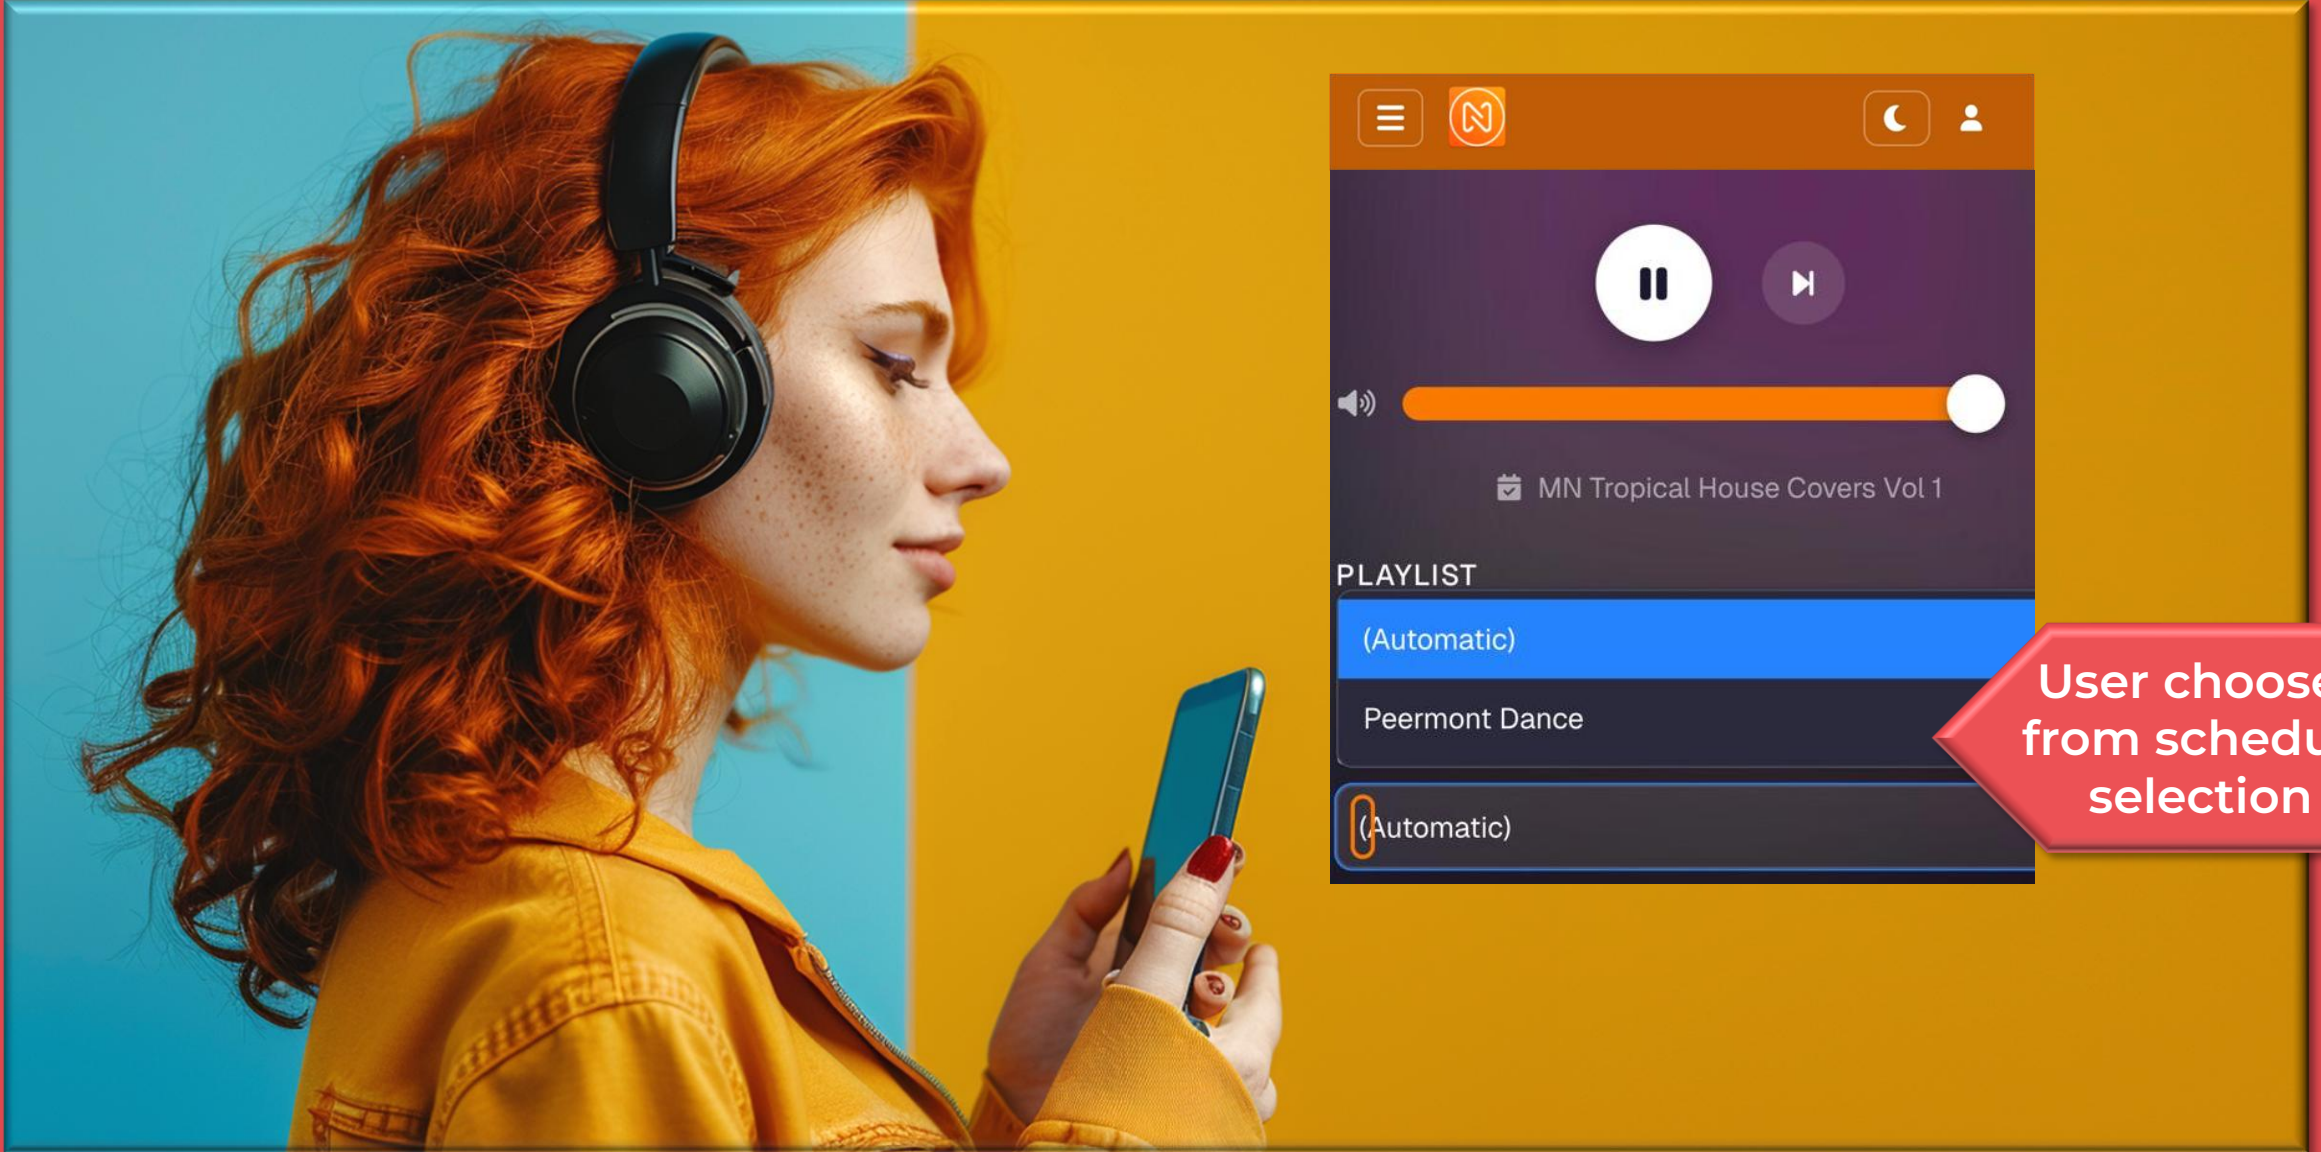 MN Tropical House Covers Vol 1
PLAYLIST
(Automatic)
Peermont Dance
(Automatic)
User choose
from schedu
selection